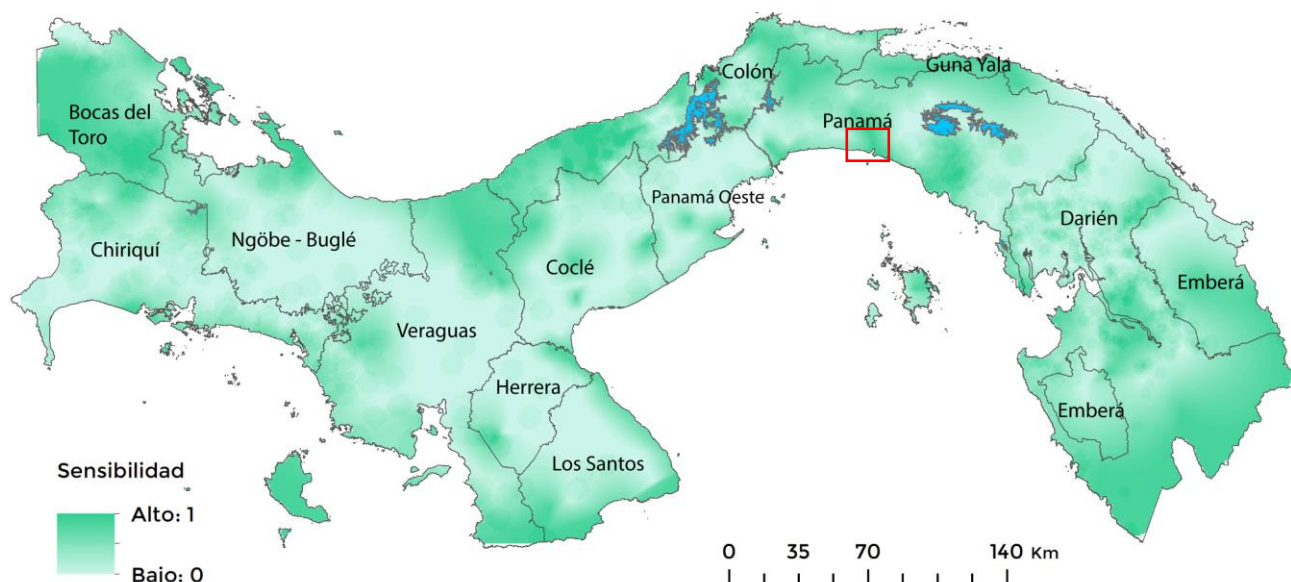 Colón
Guna Yala
Bocas del
Toro
Panamá
Panamá Oeste
Darién
Ngöbe - Buglé
Chiriquí
Coclé
Emberá
Veraguas
Herrera
Emberá
Los Santos
Sensibilidad
Alto: 1
Bajo: 0
0 35 70 140 Km